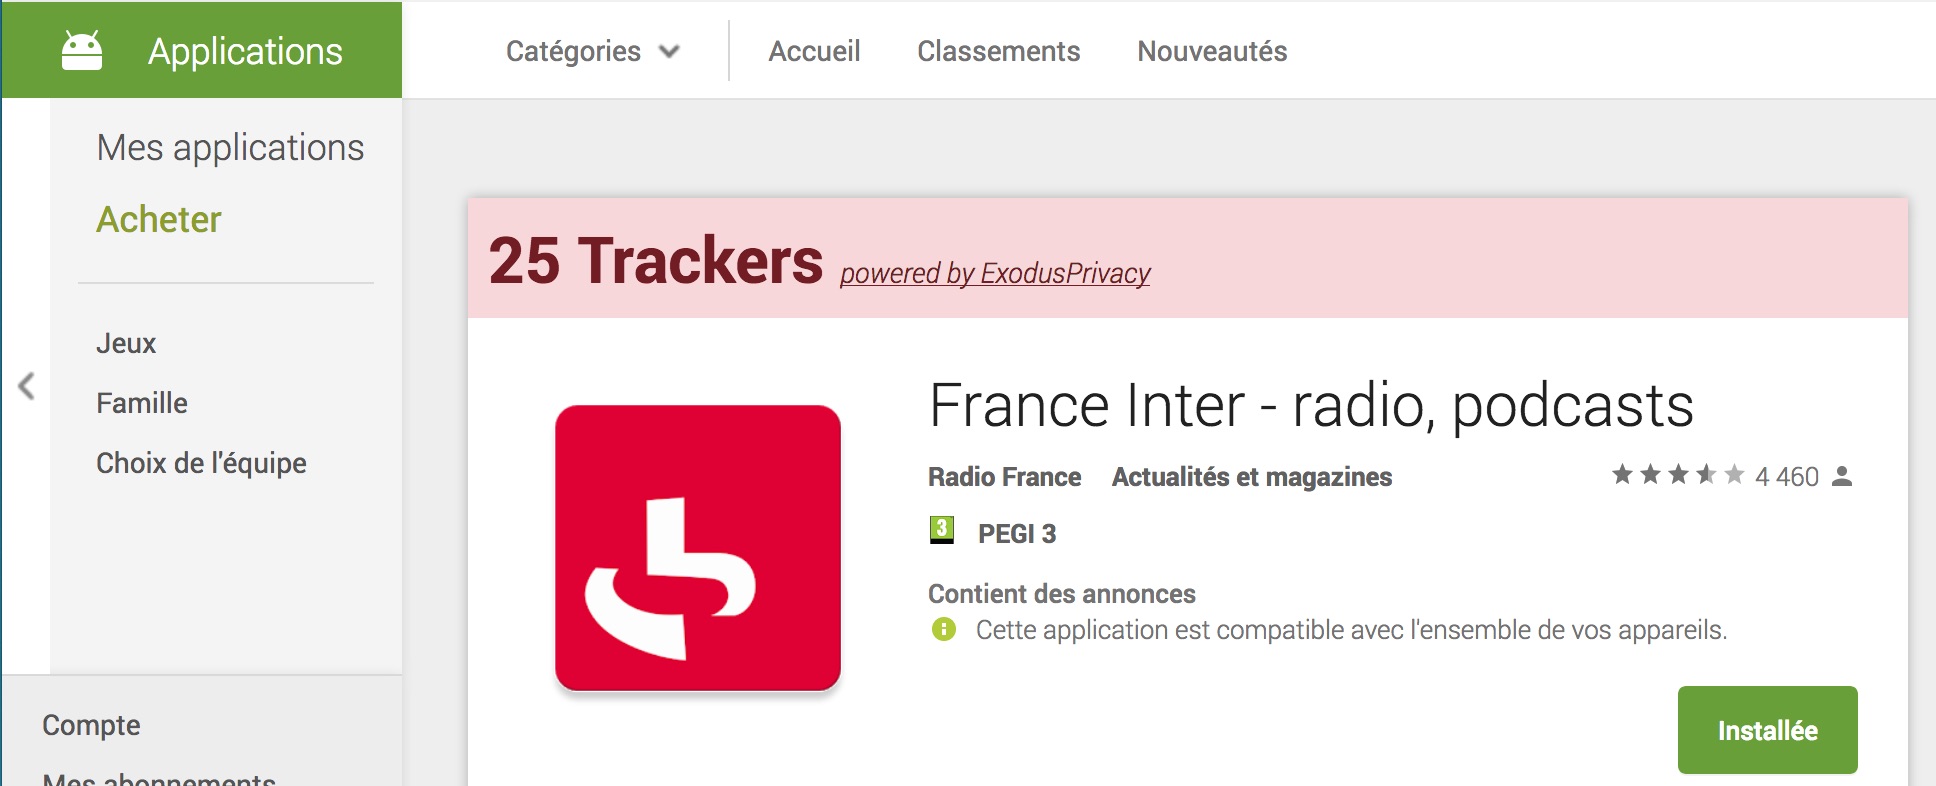 Applications
Catégories
Accueil
Classements
Nouveautés
Mes applications
Acheter
Jeux
Famille
Choix de l'équipe
Compte
Mes abonnements
25 Trackers powered by ExodusPrivacy
France Inter - radio, podcasts
Radio France Actualités et magazines 4 460
3 PEGI 3
Contient des annonces
Cette application est compatible avec l'ensemble de vos appareils.
Installée